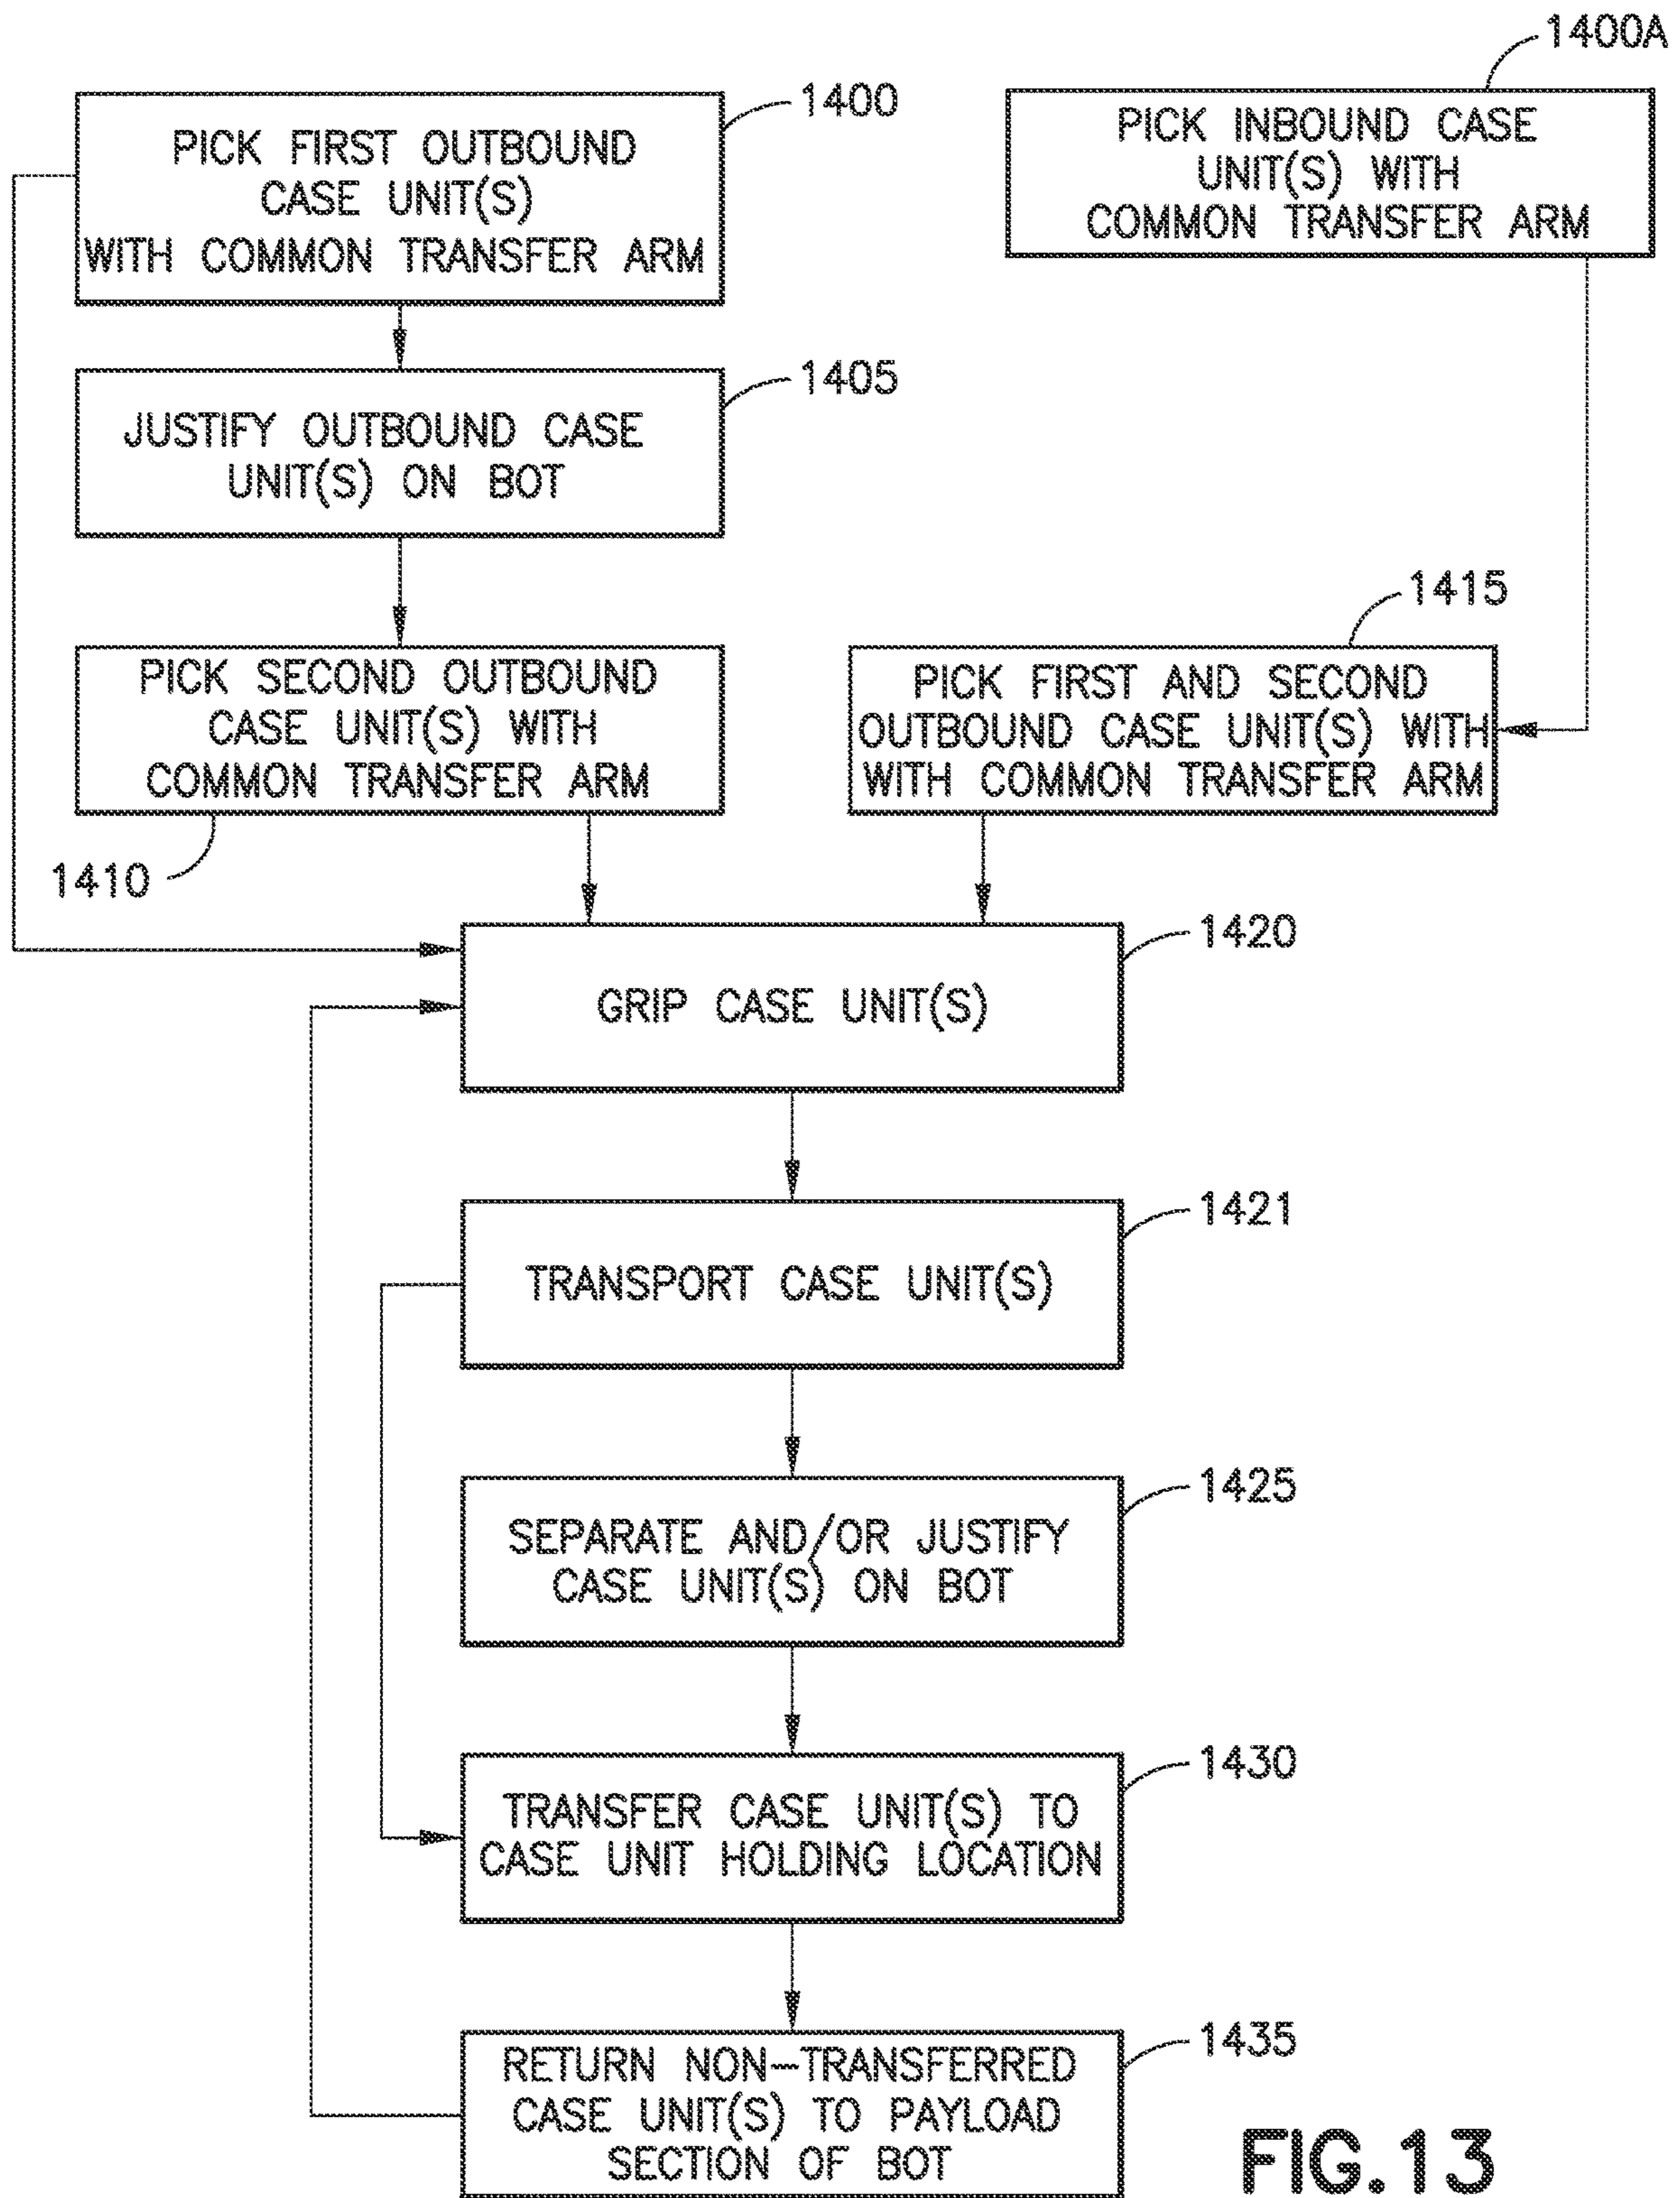 1400A
1400
PICK FIRST OUTBOUND
CASE UNIT(S)
WITH COMMON TRANSFER ARM
PICK INBOUND CASE
UNIT(S) WITH
COMMON TRANSFER ARM
1405
JUSTIFY OUTBOUND CASE
UNIT(S) ON BOT
1415
PICK SECOND OUTBOUND
CASE UNIT(S) WITH
COMMON TRANSFER ARM
PICK FIRST AND SECOND
OUTBOUND CASE UNIT(S) WITH
WITH COMMON TRANSFER ARM
1410
1420
GRIP CASE UNIT(S)
1421
TRANSPORT CASE UNIT(S)
1425
SEPARATE AND/OR JUSTIFY
CASE UNIT(S) ON BOT
1430
TRANSFER CASE UNIT(S) TO
CASE UNIT HOLDING LOCATION
1435
RETURN NON-TRANSFERRED
CASE UNIT(S) TO PAYLOAD
SECTION OF BOT
FIG.13